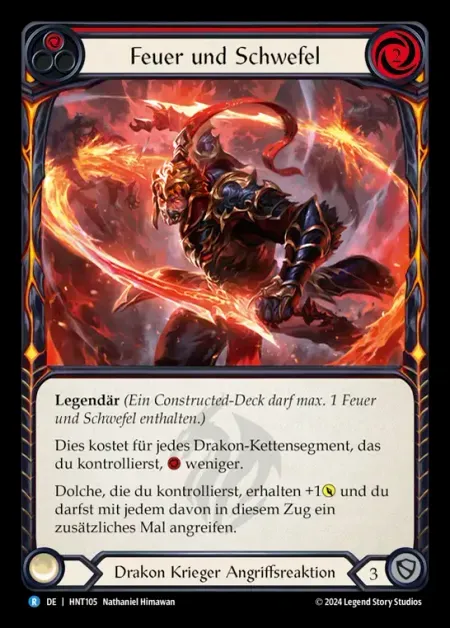 Feuer und Schwefel
2
Legendär (Ein Constructed-Deck darf max. 1 Feuer
und Schwefel enthalten.)
Dies kostet für jedes Drakon-Kettensegment, das
du kontrollierst, weniger.
Dolche, die du kontrollierst, erhalten +1 und du
darfst mit jedem davon in diesem Zug ein
zusätzliches Mal angreifen.
Drakon Krieger Angriffsreaktion
3
R DE | HNT105 Nathaniel Himawan
© 2024 Legend Story Studios